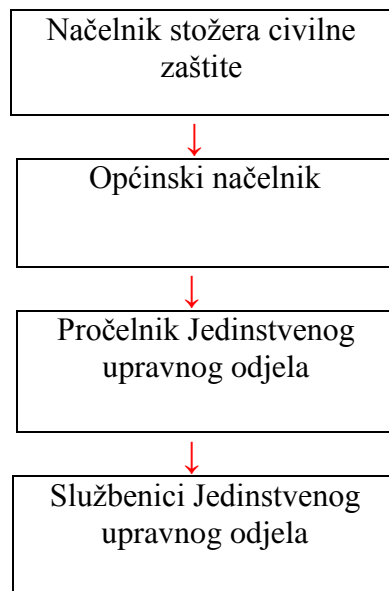 Načelnik stožera civilne
zaštite
Općinski načelnik
Pročelnik Jedinstvenog
upravnog odjela
Službenici Jedinstvenog
upravnog odjela